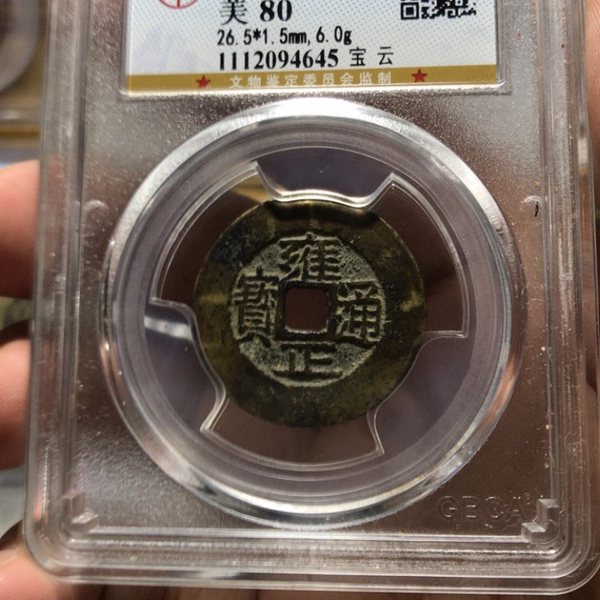 美 80
26.5*1.5mm, 6.0g
1112094645 宝云
文物鉴定委员会监制
雍正通寳
GBCA